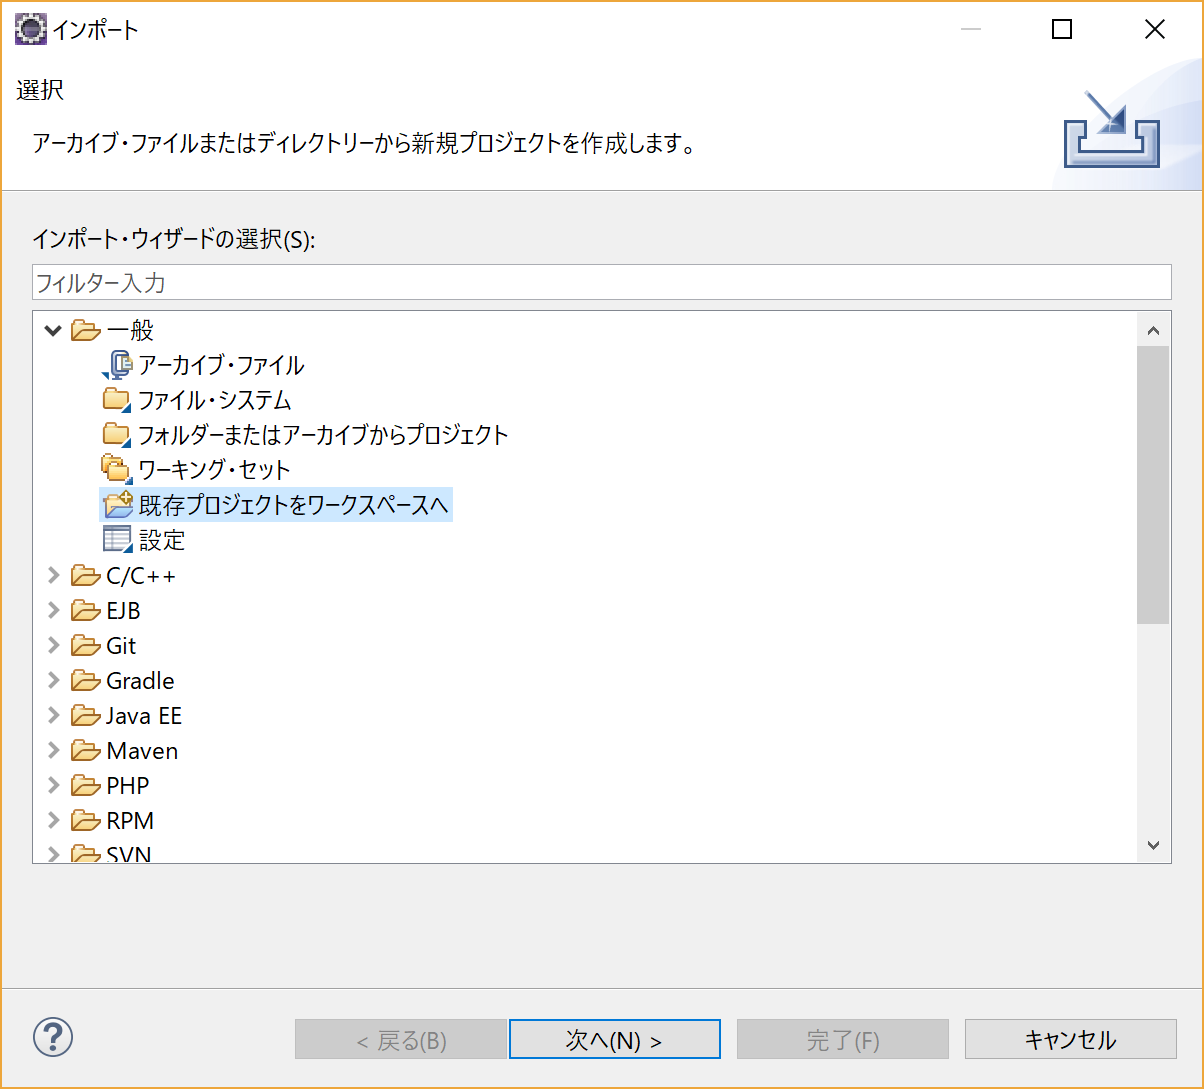 インポート
選択
アーカイブ・ファイルまたはディレクトリーから新規プロジェクトを作成します。
インポート・ウィザードの選択(S):
フィルター入力
一般
アーカイブ・ファイル
ファイル・システム
フォルダーまたはアーカイブからプロジェクト
ワーキング・セット
既存プロジェクトをワークスペースへ
設定
C/C++
EJB
Git
Gradle
Java EE
Maven
PHP
RPM
SVN
< 戻る(B) 次へ(N) > 完了(F) キャンセル